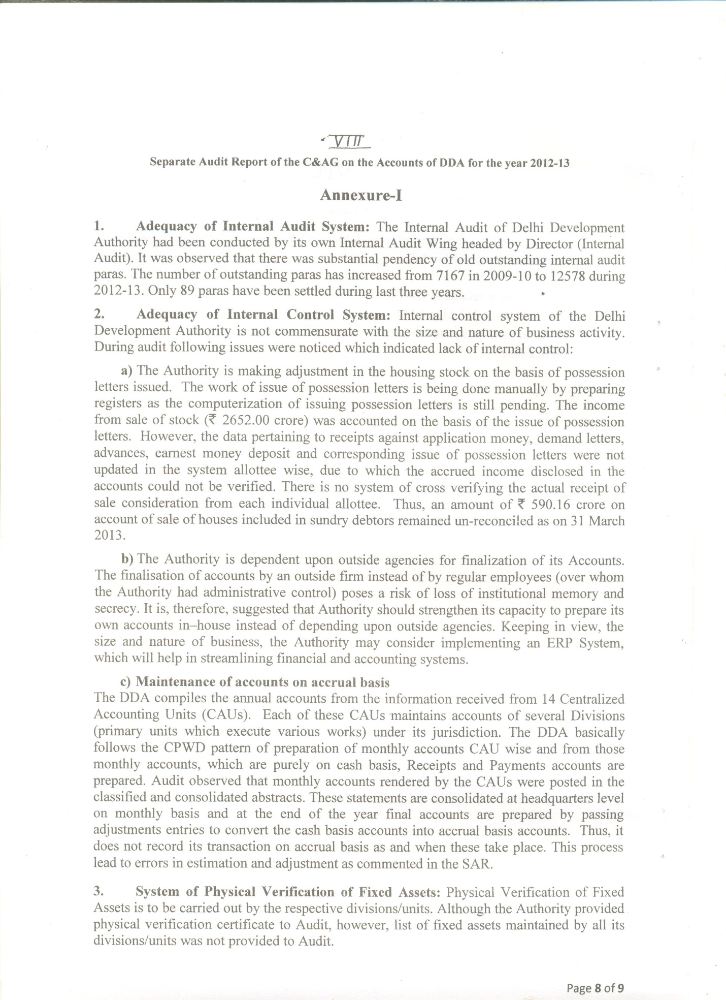 VIII
Separate Audit Report of the C&AG on the Accounts of DDA for the year 2012-13
Annexure-I
1. Adequacy of Internal Audit System: The Internal Audit of Delhi Development
Authority had been conducted by its own Internal Audit Wing headed by Director (Internal
Audit). It was observed that there was substantial pendency of old outstanding internal audit
paras. The number of outstanding paras has increased from 7167 in 2009-10 to 12578 during
2012-13. Only 89 paras have been settled during last three years.
2. Adequacy of Internal Control System: Internal control system of the Delhi
Development Authority is not commensurate with the size and nature of business activity.
During audit following issues were noticed which indicated lack of internal control:
a) The Authority is making adjustment in the housing stock on the basis of possession
letters issued. The work of issue of possession letters is being done manually by preparing
registers as the computerization of issuing possession letters is still pending. The income
from sale of stock (₹ 2652.00 crore) was accounted on the basis of the issue of possession
letters. However, the data pertaining to receipts against application money, demand letters,
advances, earnest money deposit and corresponding issue of possession letters were not
updated in the system allottee wise, due to which the accrued income disclosed in the
accounts could not be verified. There is no system of cross verifying the actual receipt of
sale consideration from each individual allottee. Thus, an amount of ₹ 590.16 crore on
account of sale of houses included in sundry debtors remained un-reconciled as on 31 March
2013.
b) The Authority is dependent upon outside agencies for finalization of its Accounts.
The finalisation of accounts by an outside firm instead of by regular employees (over whom
the Authority had administrative control) poses a risk of loss of institutional memory and
secrecy. It is, therefore, suggested that Authority should strengthen its capacity to prepare its
own accounts in–house instead of depending upon outside agencies. Keeping in view, the
size and nature of business, the Authority may consider implementing an ERP System,
which will help in streamlining financial and accounting systems.
c) Maintenance of accounts on accrual basis
The DDA compiles the annual accounts from the information received from 14 Centralized
Accounting Units (CAUs). Each of these CAUs maintains accounts of several Divisions
(primary units which execute various works) under its jurisdiction. The DDA basically
follows the CPWD pattern of preparation of monthly accounts CAU wise and from those
monthly accounts, which are purely on cash basis, Receipts and Payments accounts are
prepared. Audit observed that monthly accounts rendered by the CAUs were posted in the
classified and consolidated abstracts. These statements are consolidated at headquarters level
on monthly basis and at the end of the year final accounts are prepared by passing
adjustments entries to convert the cash basis accounts into accrual basis accounts. Thus, it
does not record its transaction on accrual basis as and when these take place. This process
lead to errors in estimation and adjustment as commented in the SAR.
3. System of Physical Verification of Fixed Assets: Physical Verification of Fixed
Assets is to be carried out by the respective divisions/units. Although the Authority provided
physical verification certificate to Audit, however, list of fixed assets maintained by all its
divisions/units was not provided to Audit.
Page 8 of 9